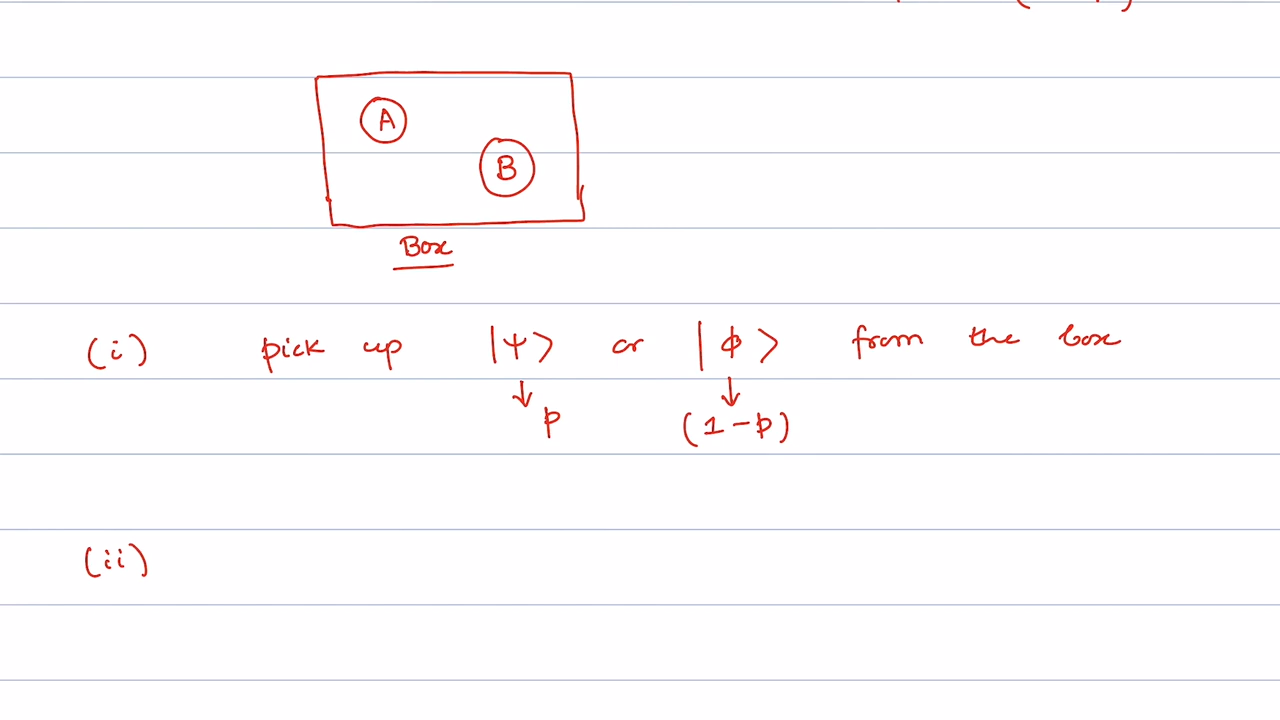 A
B
Box
(i) pick up |ψ> or |ϕ> from the box
↓ p ↓ (1-p)
(ii)